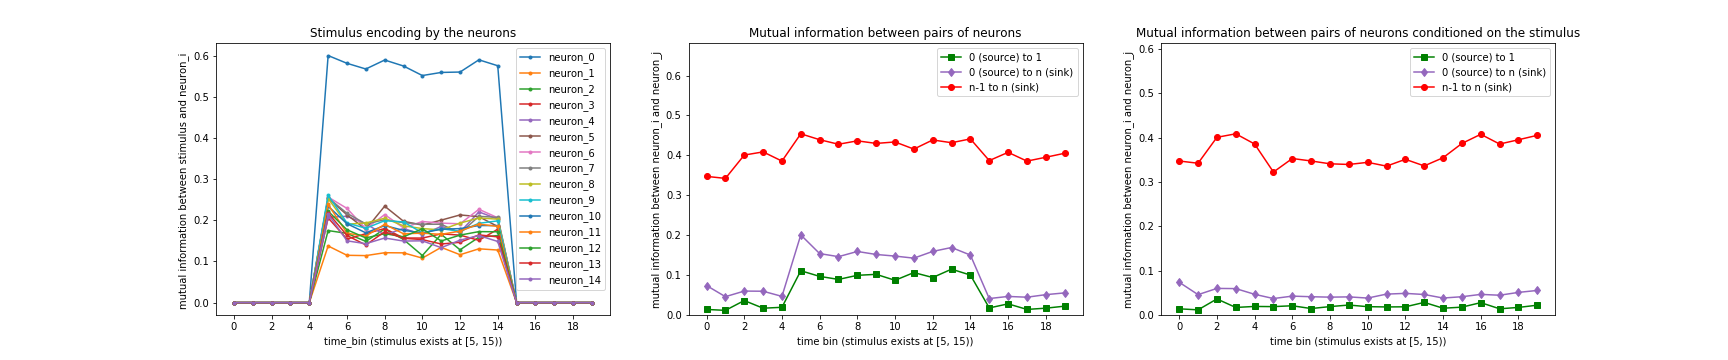 Stimulus encoding by the neurons
mutual information between stimulus and neuron_i
0.6
0.5
0.4
0.3
0.2
0.1
0.0
0 2 4 6 8 10 12 14 16 18
time_bin (stimulus exists at [5, 15))
neuron_0
neuron_1
neuron_2
neuron_3
neuron_4
neuron_5
neuron_6
neuron_7
neuron_8
neuron_9
neuron_10
neuron_11
neuron_12
neuron_13
neuron_14
Mutual information between pairs of neurons
mutual information between neuron_i and neuron_j
0.6
0.5
0.4
0.3
0.2
0.1
0.0
0 2 4 6 8 10 12 14 16 18
time bin (stimulus exists at [5, 15))
0 (source) to 1
0 (source) to n (sink)
n-1 to n (sink)
Mutual information between pairs of neurons conditioned on the stimulus
mutual information between neuron_i and neuron_j
0.6
0.5
0.4
0.3
0.2
0.1
0.0
0 2 4 6 8 10 12 14 16 18
time bin (stimulus exists at [5, 15))
0 (source) to 1
0 (source) to n (sink)
n-1 to n (sink)